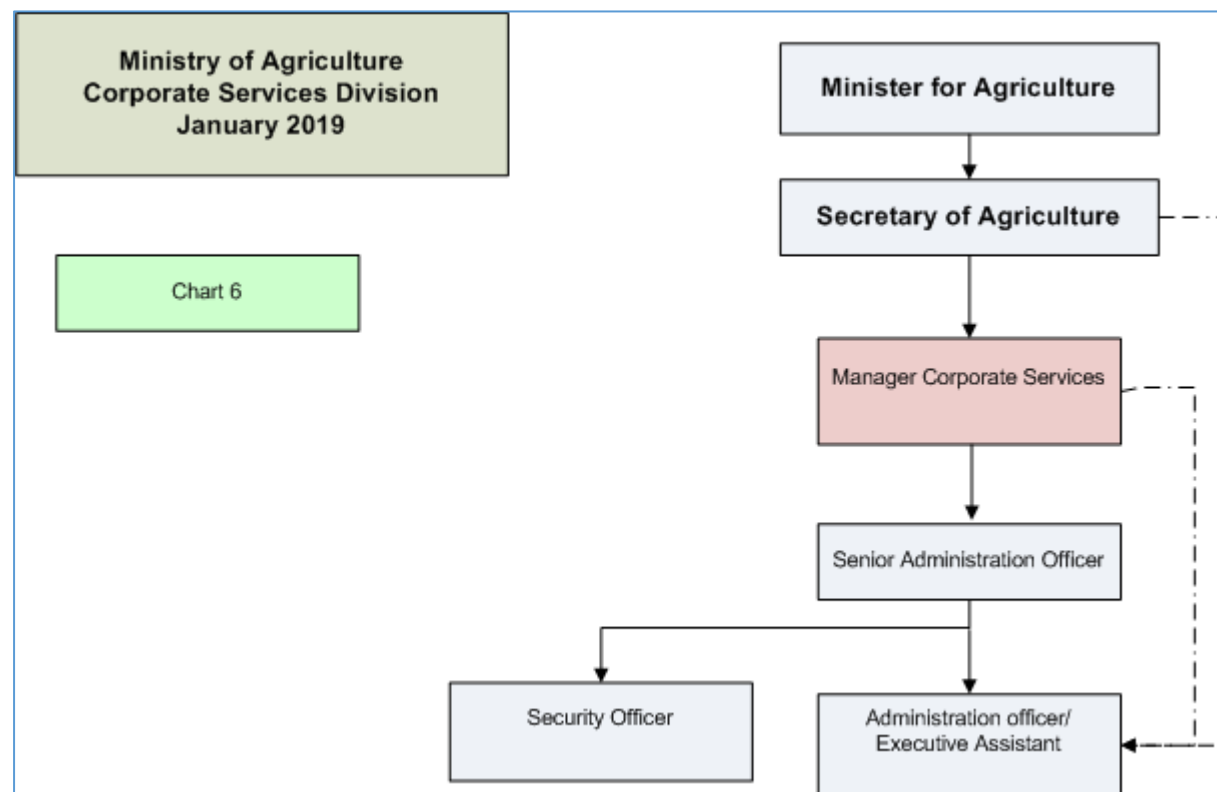 Ministry of Agriculture
Corporate Services Division
January 2019
Minister for Agriculture
Secretary of Agriculture
Chart 6
Manager Corporate Services
Senior Administration Officer
Security Officer
Administration officer/
Executive Assistant